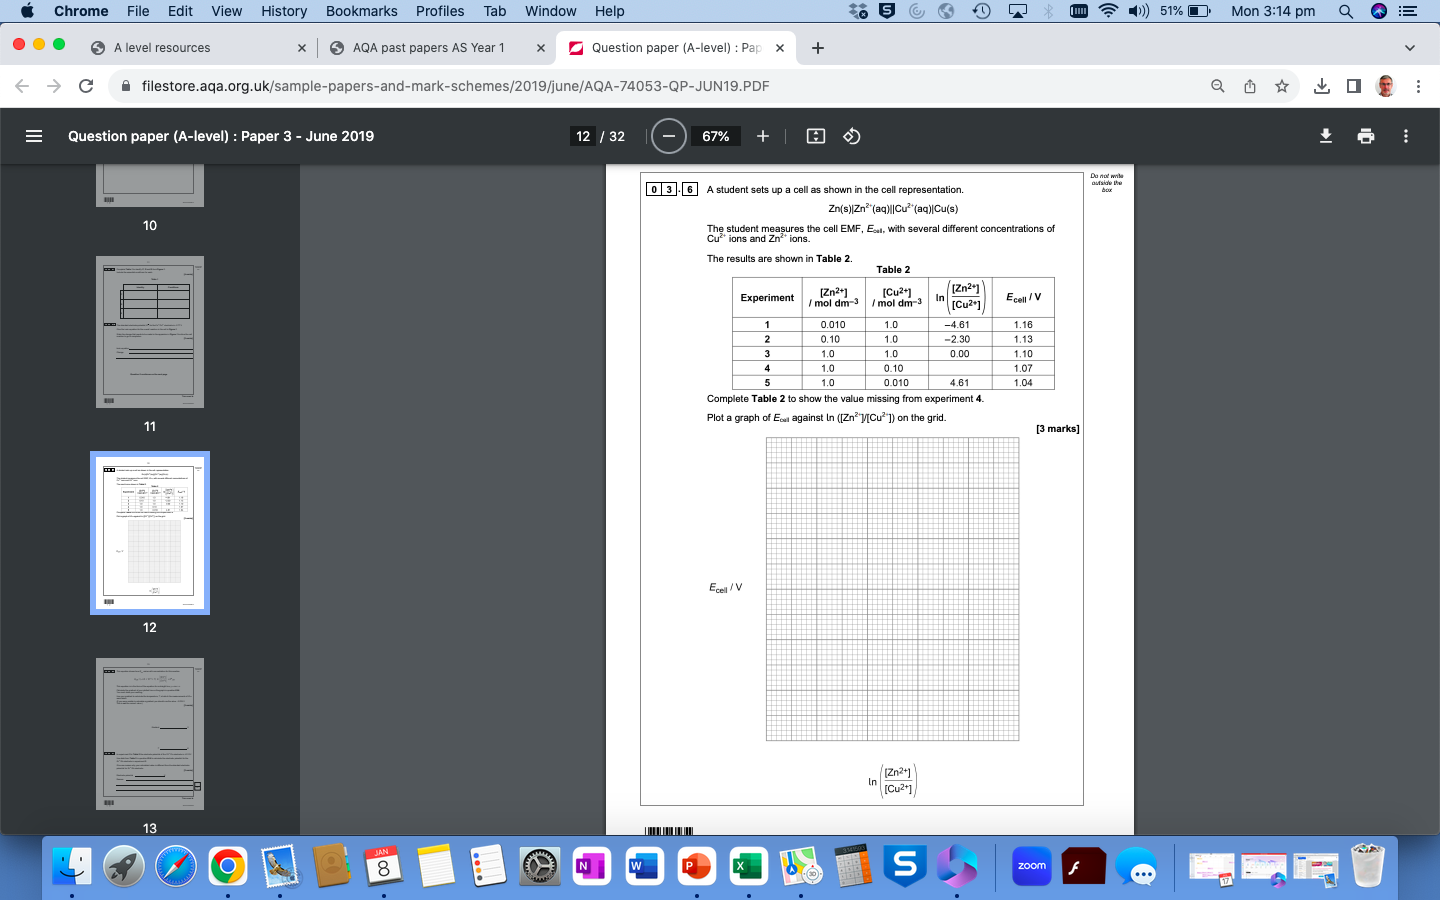 Chrome File Edit View History Bookmarks Profiles Tab Window Help 51% Mon 3:14 pm
A level resources AQA past papers AS Year 1 Question paper (A-level) : Pap
filestore.aqa.org.uk/sample-papers-and-mark-schemes/2019/june/AQA-74053-QP-JUN19.PDF
Question paper (A-level) : Paper 3 - June 2019 12 / 32 67%
10
11
12
13
Do not write
outside the
box
0 3 . 6 A student sets up a cell as shown in the cell representation.
Zn(s)|Zn²⁺(aq)||Cu²⁺(aq)|Cu(s)
The student measures the cell EMF, Ecell, with several different concentrations of
Cu²⁺ ions and Zn²⁺ ions.
The results are shown in Table 2.
Table 2
Experiment [Zn²⁺] / mol dm⁻³ [Cu²⁺] / mol dm⁻³ ln([Zn²⁺]/[Cu²⁺]) Ecell / V
1 0.010 1.0 −4.61 1.16
2 0.10 1.0 −2.30 1.13
3 1.0 1.0 0.00 1.10
4 1.0 0.10 1.07
5 1.0 0.010 4.61 1.04
Complete Table 2 to show the value missing from experiment 4.
Plot a graph of Ecell against ln ([Zn²⁺]/[Cu²⁺]) on the grid.
[3 marks]
Ecell / V
ln([Zn²⁺]/[Cu²⁺])
JAN
8
zoom
17